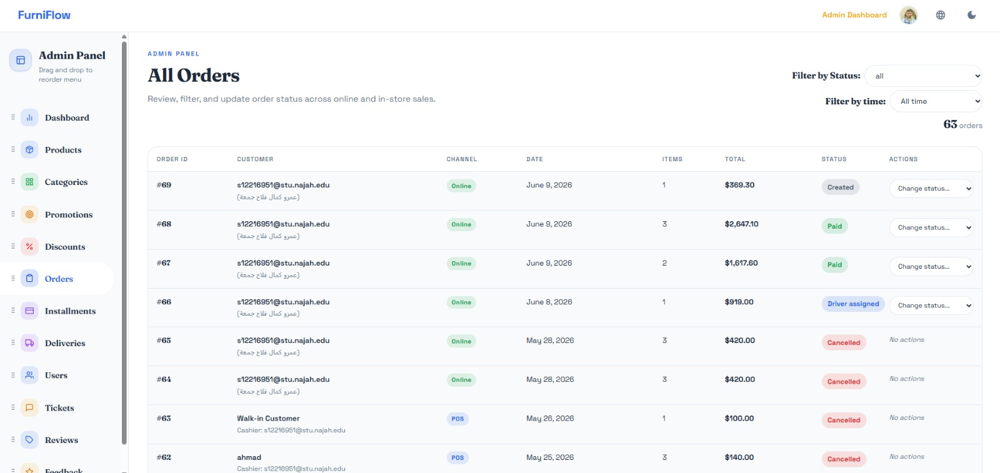 FurniFlow
Admin Dashboard
Admin Panel
Drag and drop to
reorder menu
Dashboard
Products
Categories
Promotions
Discounts
Orders
Installments
Deliveries
Users
Tickets
Reviews
Feedback
ADMIN PANEL
All Orders
Review, filter, and update order status across online and in-store sales.
Filter by Status: all
Filter by time: All time
63 orders
ORDER ID CUSTOMER CHANNEL DATE ITEMS TOTAL STATUS ACTIONS
#69 s12216951@stu.najah.edu Online June 9, 2026 1 $369.30 Created Change status...
(عمرو كمال فلاح جمعة)
#68 s12216951@stu.najah.edu Online June 9, 2026 3 $2,647.10 Paid Change status...
(عمرو كمال فلاح جمعة)
#67 s12216951@stu.najah.edu Online June 9, 2026 2 $1,617.60 Paid Change status...
(عمرو كمال فلاح جمعة)
#66 s12216951@stu.najah.edu Online June 8, 2026 1 $919.00 Driver assigned Change status...
(عمرو كمال فلاح جمعة)
#65 s12216951@stu.najah.edu Online May 28, 2026 3 $420.00 Cancelled No actions
(عمرو كمال فلاح جمعة)
#64 s12216951@stu.najah.edu Online May 28, 2026 3 $420.00 Cancelled No actions
(عمرو كمال فلاح جمعة)
#63 Walk-in Customer POS May 26, 2026 1 $100.00 Cancelled No actions
Cashier: s12216951@stu.najah.edu
#62 ahmad POS May 25, 2026 3 $140.00 Cancelled No actions
Cashier: s12216951@stu.najah.edu